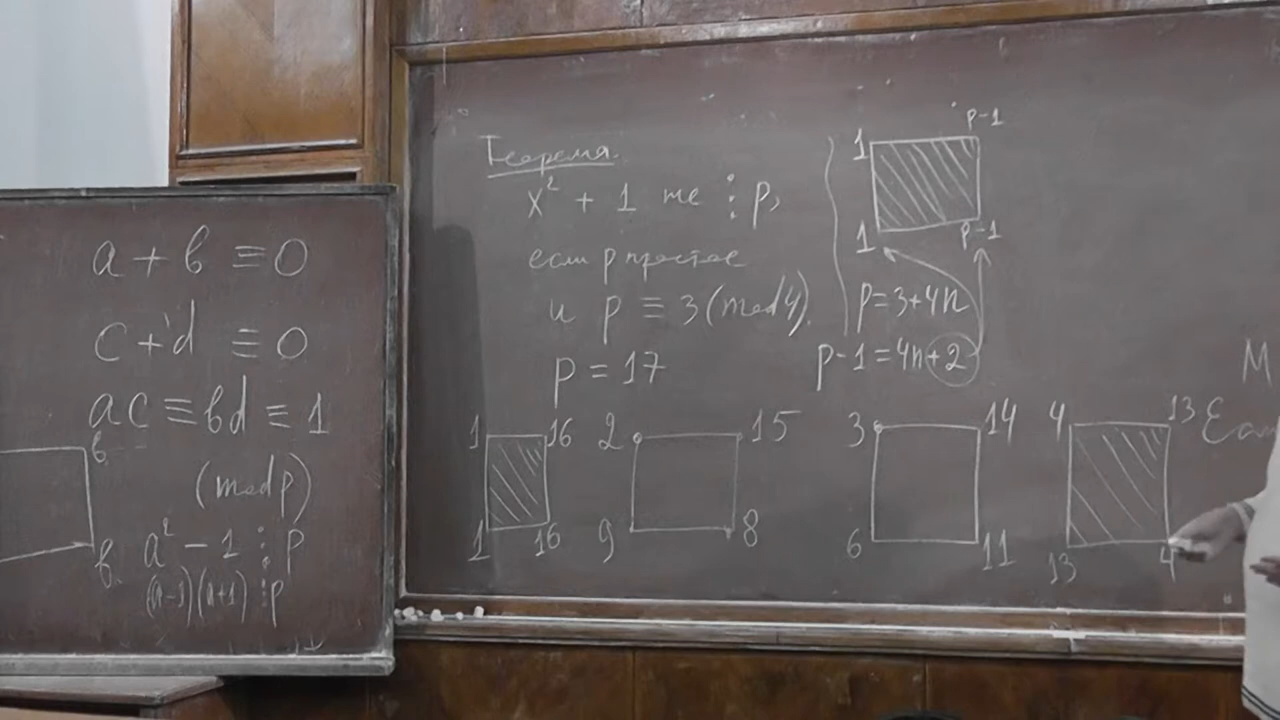 a + b ≡ 0
c + d ≡ 0
ac ≡ bd ≡ 1
(mod p)
b
b
a² - 1 ⋮ p
(a-1)(a+1) ⋮ p
Теорема.
x² + 1 не ⋮ p,
если p простое
и p ≡ 3 (mod 4).
p = 17
1 p-1
1 p-1
p = 3+4n
p-1 = 4n+2
1 16 2 15 3 14 4 13
1 16 9 8 6 11 13 4
М
Если